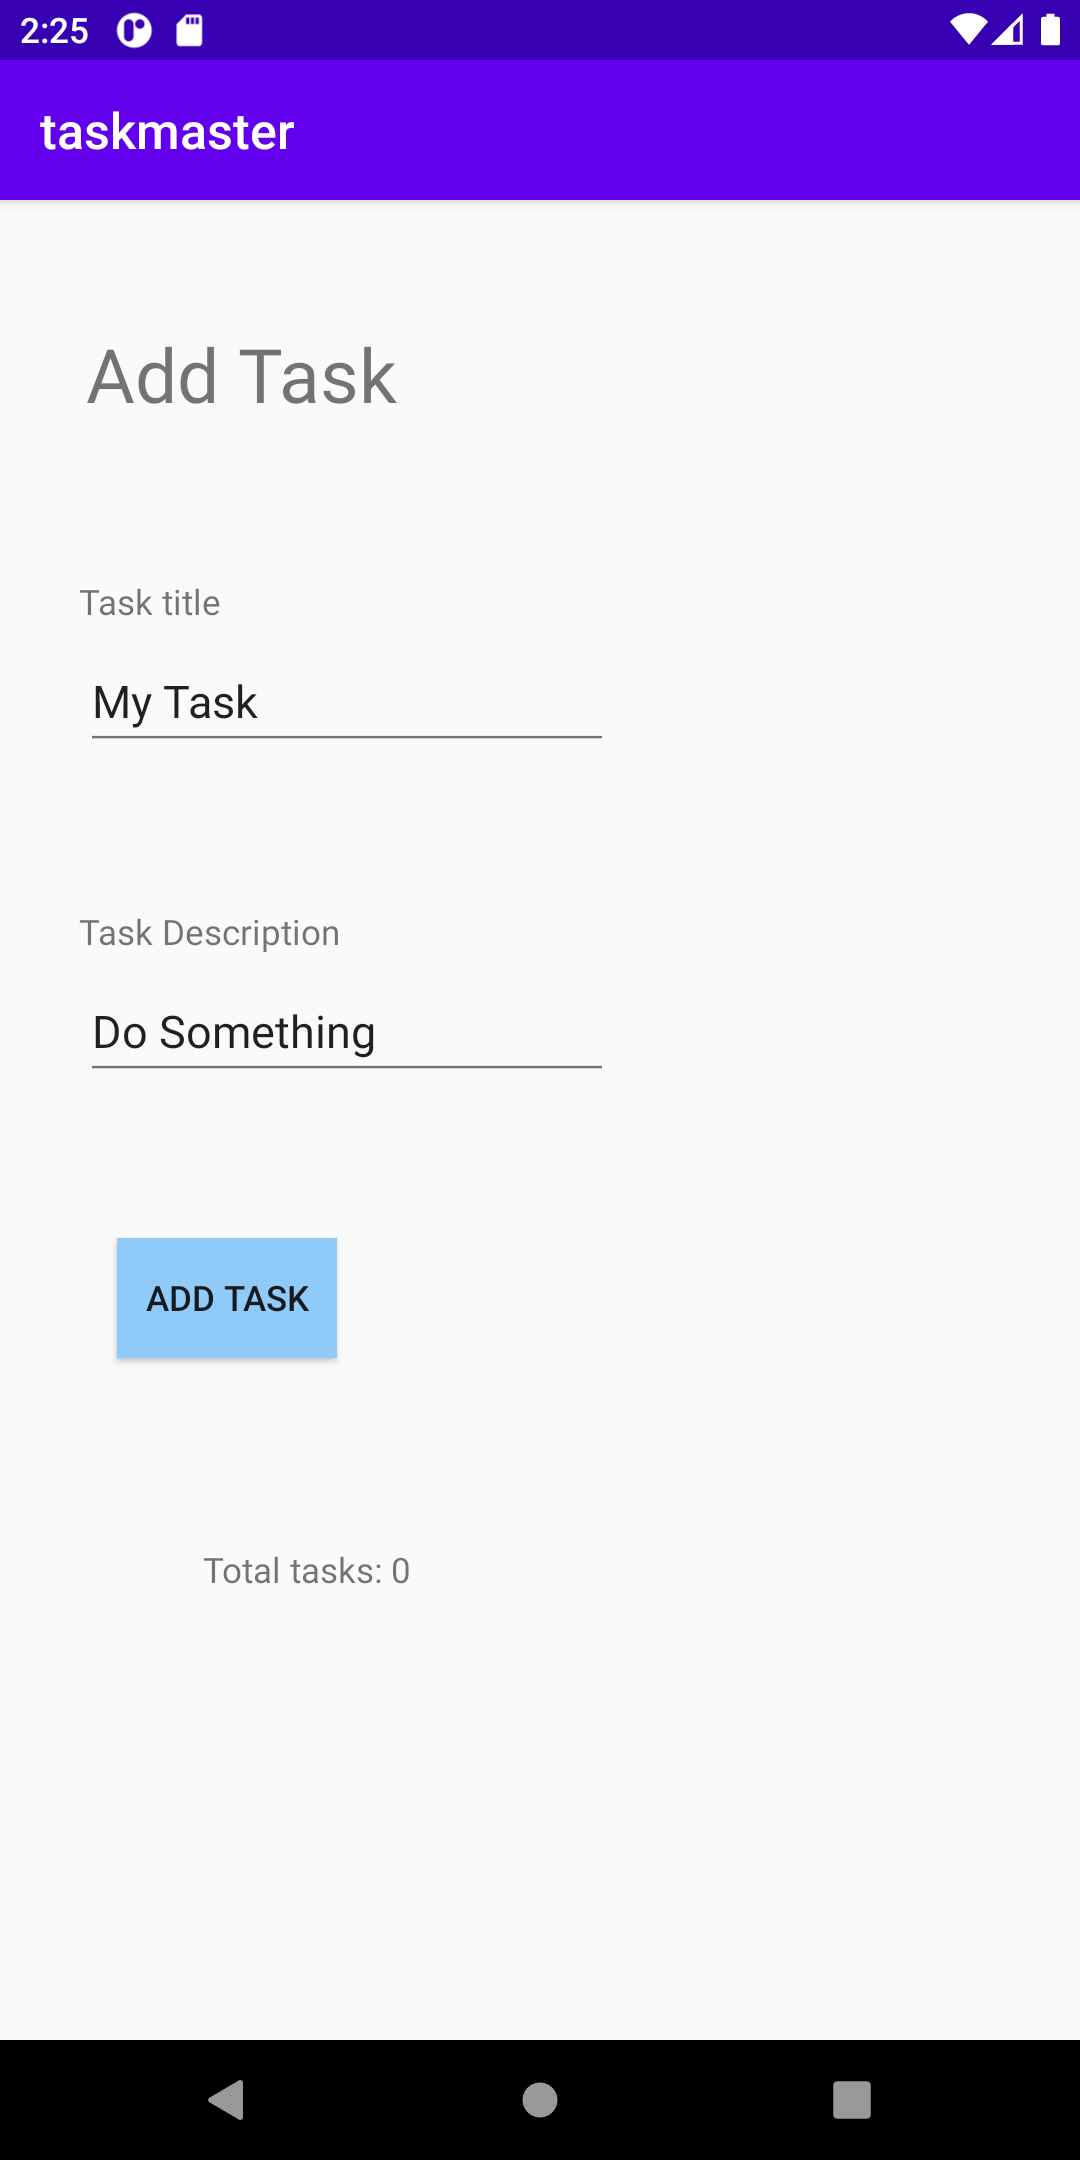 2:25
taskmaster
Add Task
Task title
My Task
Task Description
Do Something
ADD TASK
Total tasks: 0